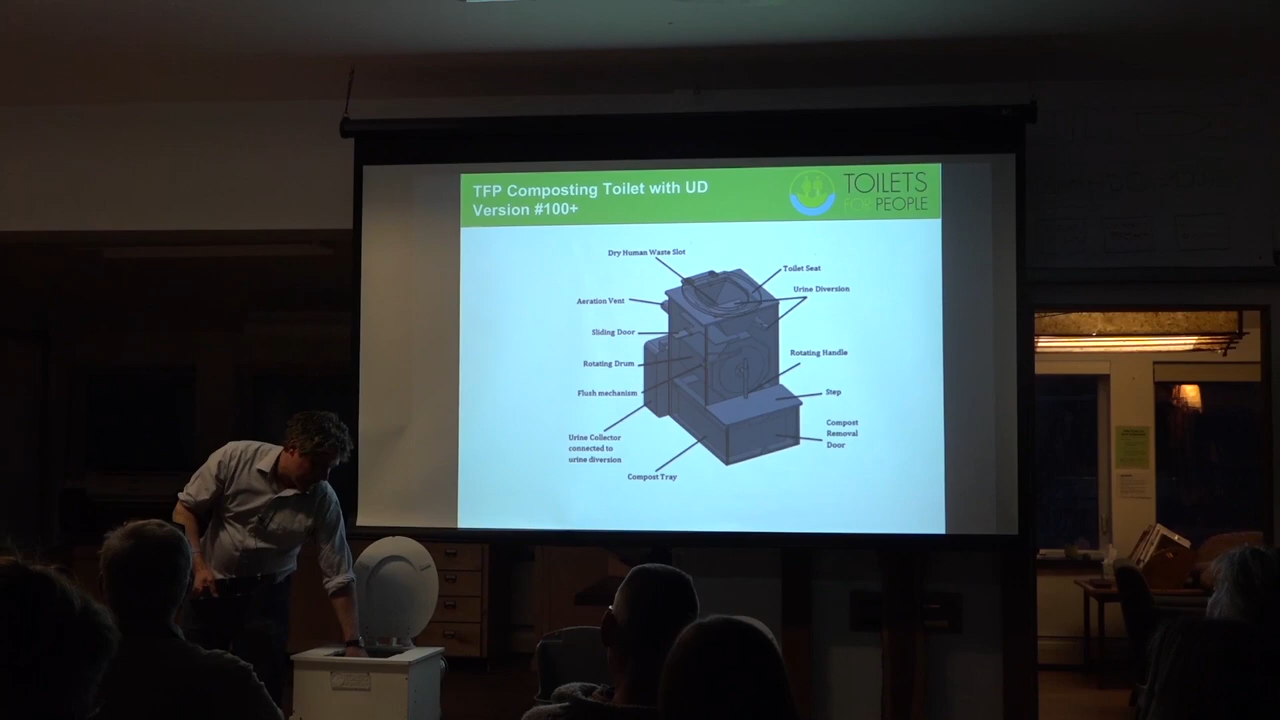 TFP Composting Toilet with UD
Version #100+
TOILETS
FOR PEOPLE
Dry Human Waste Slot
Toilet Seat
Urine Diversion
Aeration Vent
Sliding Door
Rotating Handle
Rotating Drum
Flush mechanism
Step
Urine Collector
connected to
urine diversion
Compost
Removal
Door
Compost Tray